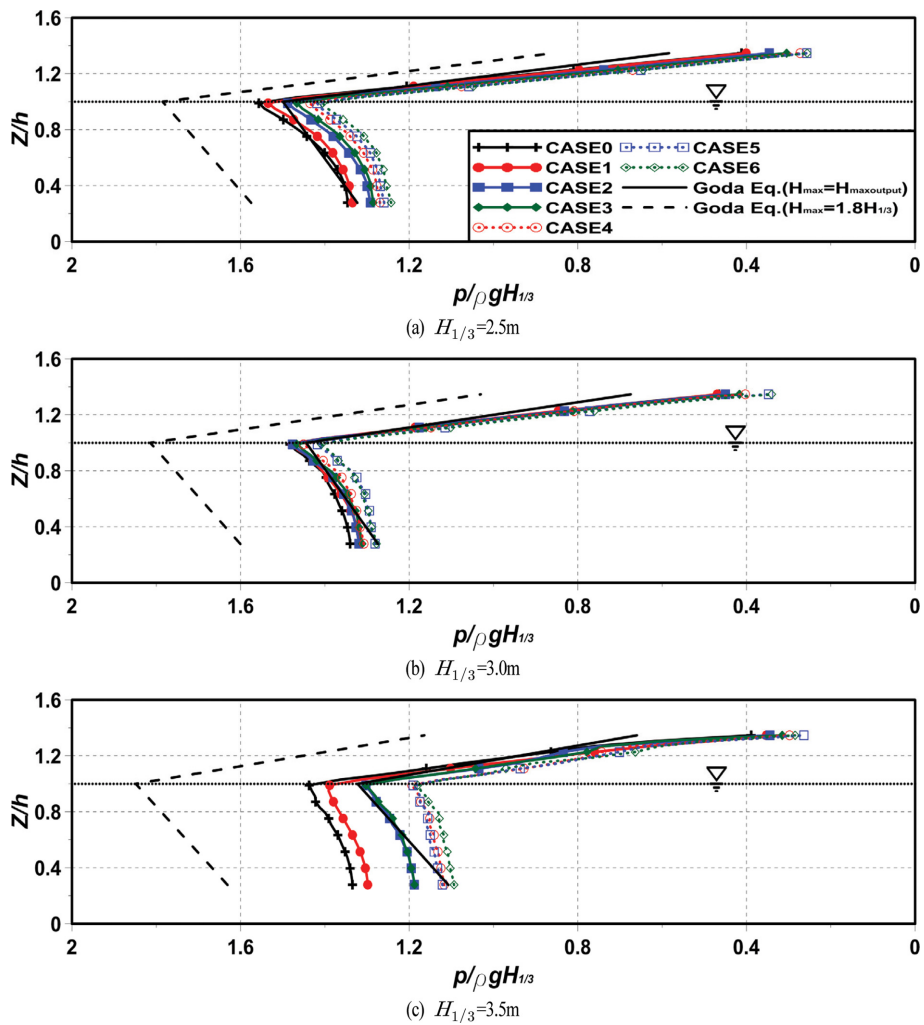 1.6
1.2
0.8
0.4
0
Z/h
CASE0
CASE1
CASE2
CASE3
CASE4
CASE5
CASE6
Goda Eq.(Hmax=Hmaxoutput)
Goda Eq.(Hmax=1.8H1/3)
2 1.6 1.2 0.8 0.4 0
p/ρgH1/3
(a) H1/3=2.5m
1.6
1.2
0.8
0.4
0
Z/h
2 1.6 1.2 0.8 0.4 0
p/ρgH1/3
(b) H1/3=3.0m
1.6
1.2
0.8
0.4
0
Z/h
2 1.6 1.2 0.8 0.4 0
p/ρgH1/3
(c) H1/3=3.5m